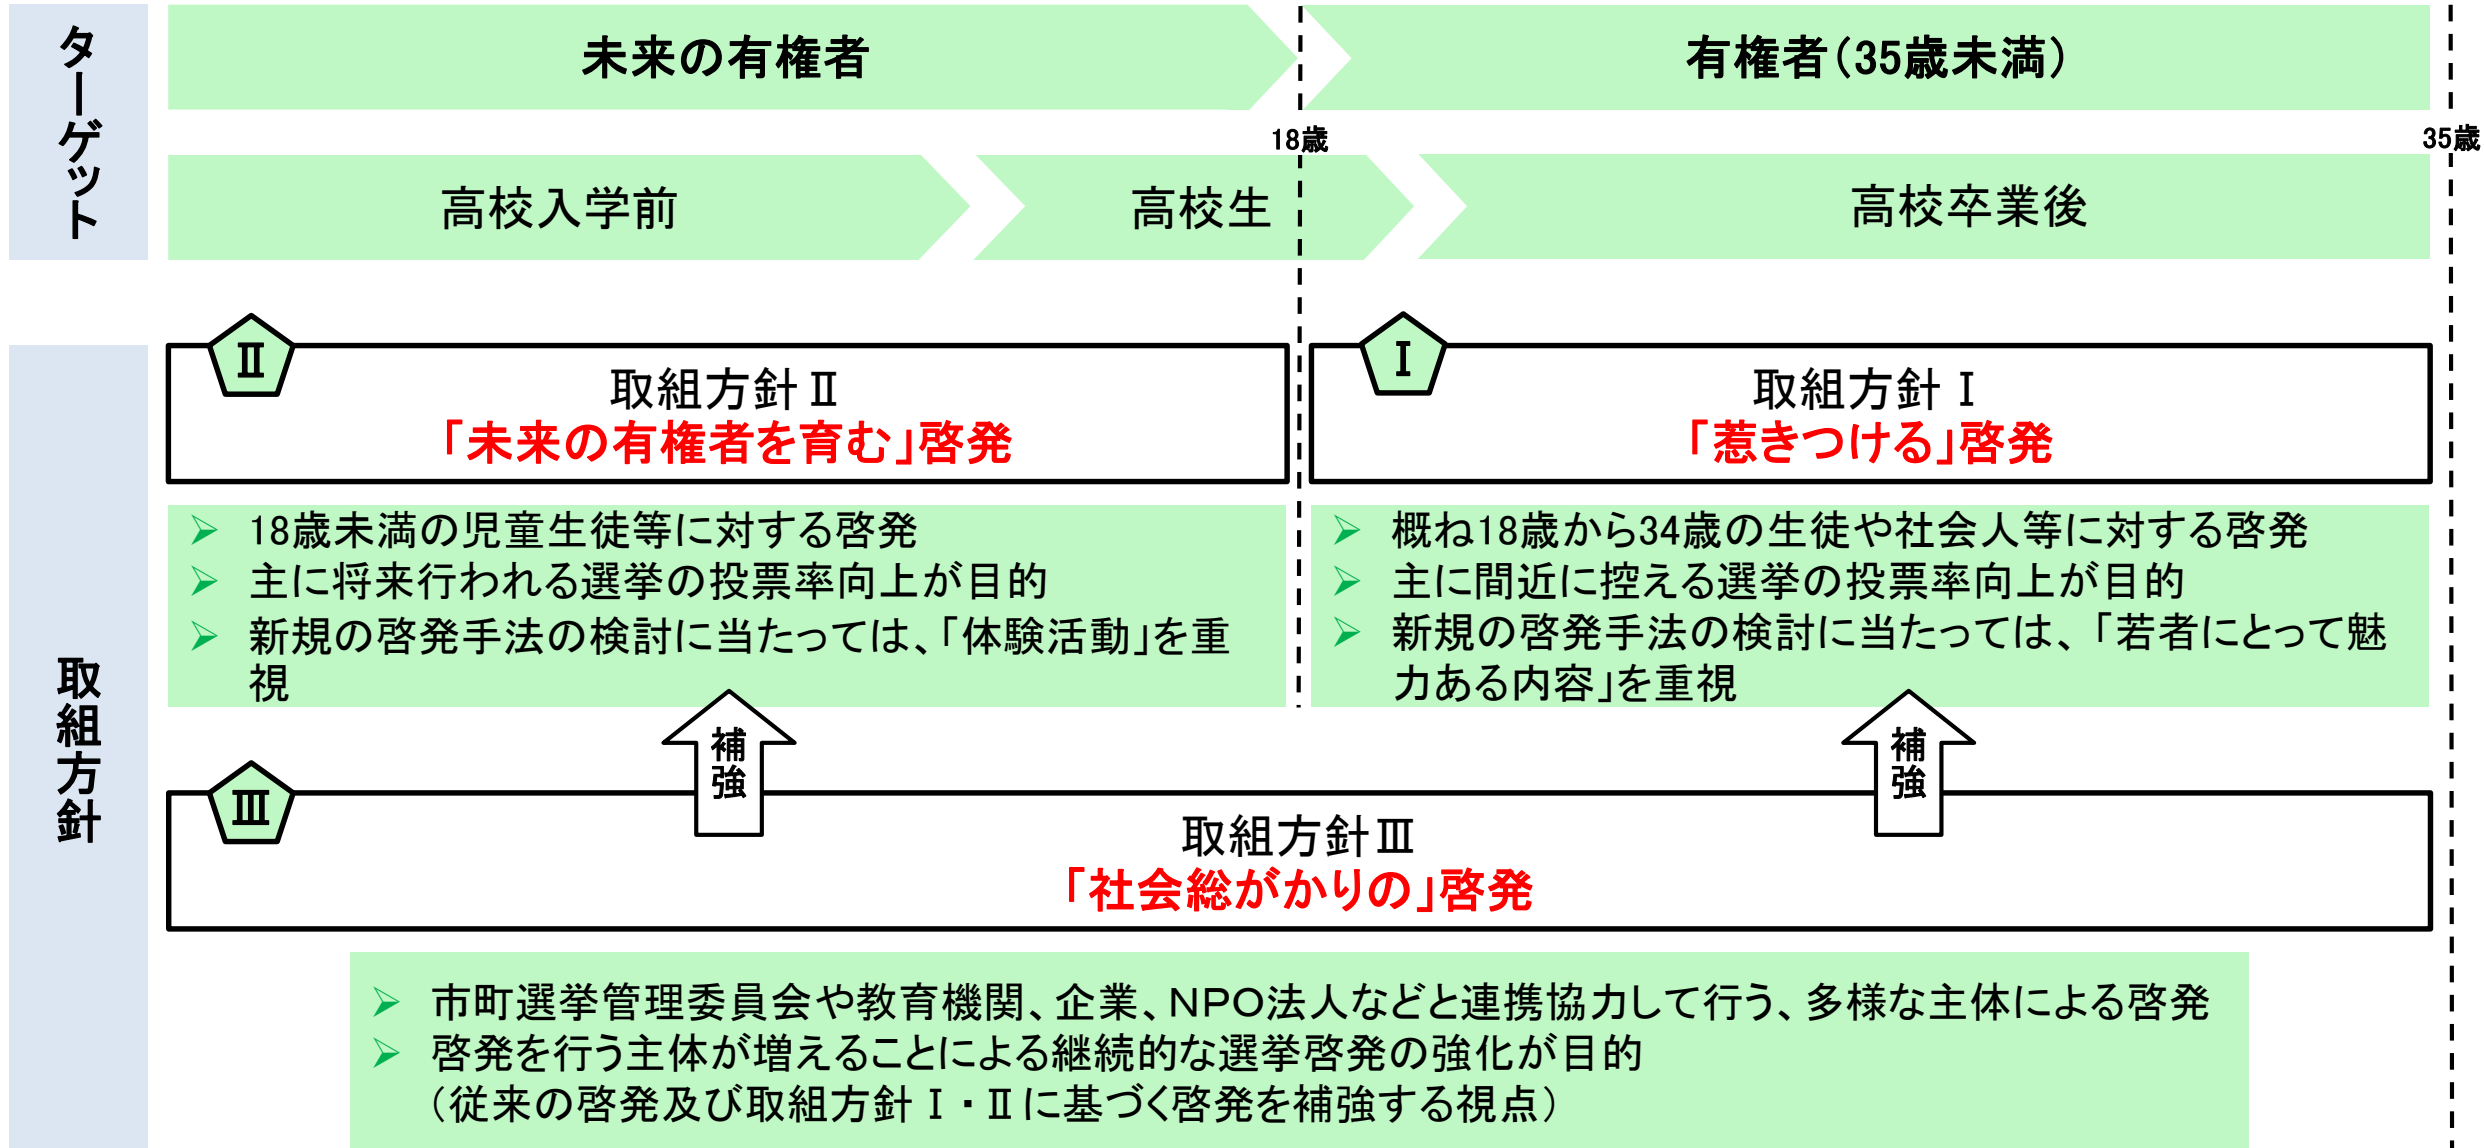 ターゲット
未来の有権者
有権者（35歳未満）
18歳
35歳
高校入学前
高校生
高校卒業後
取組方針
Ⅱ
取組方針Ⅱ
「未来の有権者を育む」啓発
Ⅰ
取組方針Ⅰ
「惹きつける」啓発
➢ 18歳未満の児童生徒等に対する啓発
➢ 主に将来行われる選挙の投票率向上が目的
➢ 新規の啓発手法の検討に当たっては、「体験活動」を重
視
➢ 概ね18歳から34歳の生徒や社会人等に対する啓発
➢ 主に間近に控える選挙の投票率向上が目的
➢ 新規の啓発手法の検討に当たっては、「若者にとって魅
力ある内容」を重視
補強
補強
Ⅲ
取組方針Ⅲ
「社会総がかりの」啓発
➢ 市町選挙管理委員会や教育機関、企業、ＮＰＯ法人などと連携協力して行う、多様な主体による啓発
➢ 啓発を行う主体が増えることによる継続的な選挙啓発の強化が目的
（従来の啓発及び取組方針Ⅰ・Ⅱに基づく啓発を補強する視点）